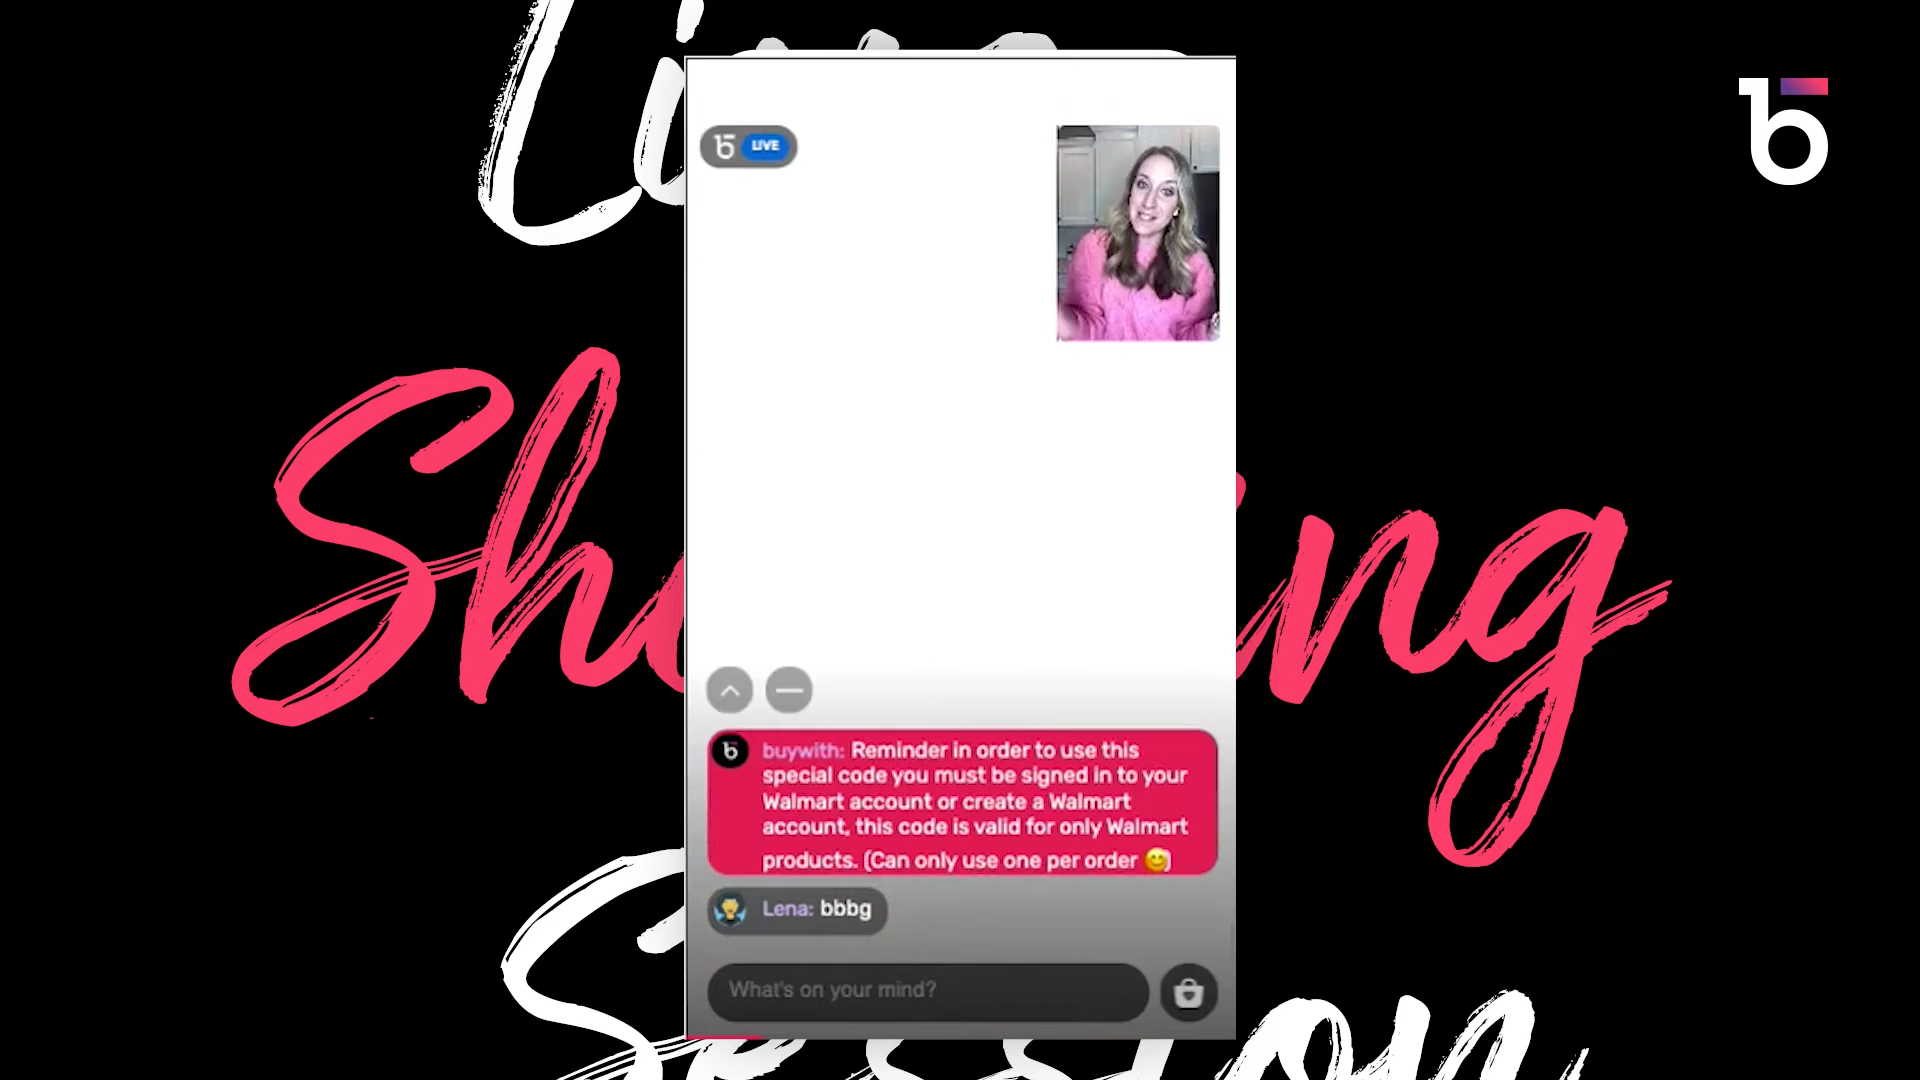 LIVE
buywith: Reminder in order to use this
special code you must be signed in to your
Walmart account or create a Walmart
account, this code is valid for only Walmart
products. (Can only use one per order 😊)
Lena: bbbg
What's on your mind?